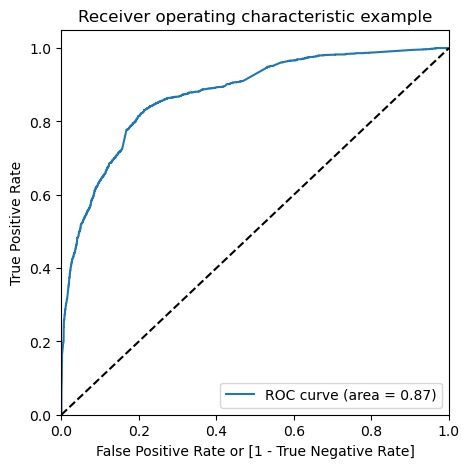 Receiver operating characteristic example
True Positive Rate
1.0
0.8
0.6
0.4
0.2
0.0
ROC curve (area = 0.87)
0.0 0.2 0.4 0.6 0.8 1.0
False Positive Rate or [1 - True Negative Rate]